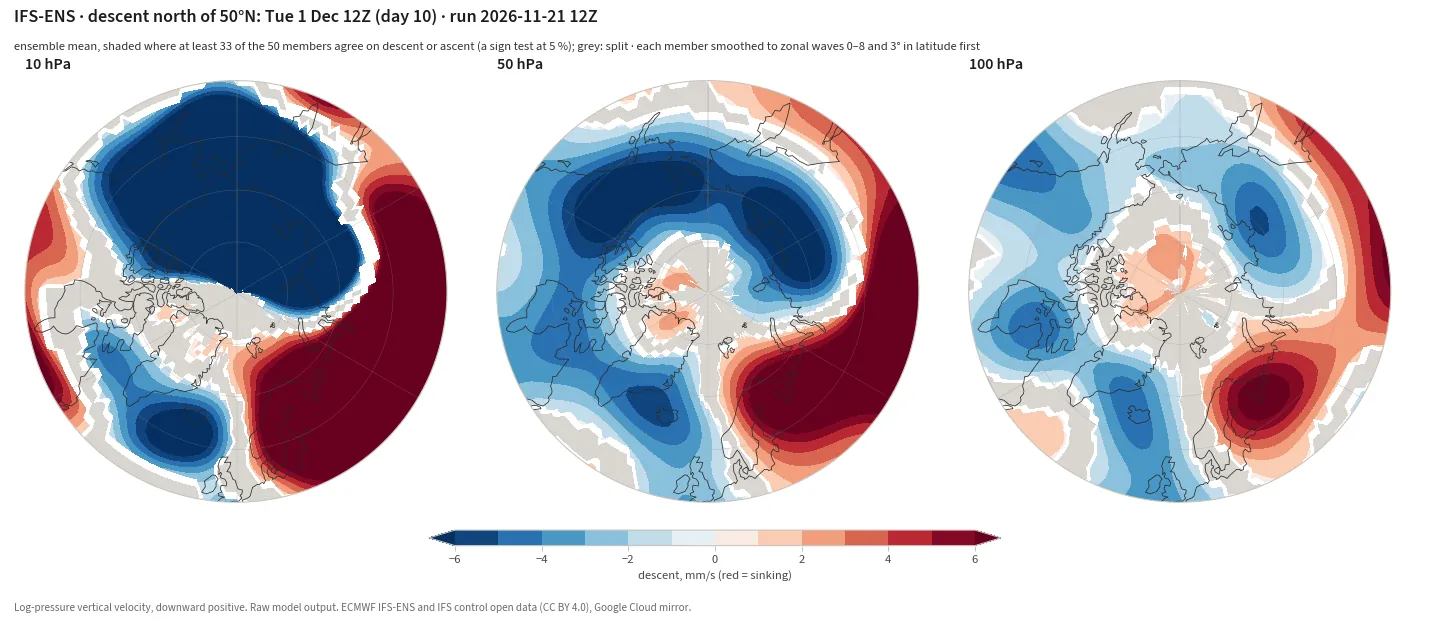 IFS-ENS · descent north of 50°N: Tue 1 Dec 12Z (day 10) · run 2026-11-21 12Z
ensemble mean, shaded where at least 33 of the 50 members agree on descent or ascent (a sign test at 5 %); grey: split · each member smoothed to zonal waves 0–8 and 3° in latitude first
10 hPa
50 hPa
100 hPa
−6 −4 −2 0 2 4 6
descent, mm/s (red = sinking)
Log-pressure vertical velocity, downward positive. Raw model output. ECMWF IFS-ENS and IFS control open data (CC BY 4.0), Google Cloud mirror.